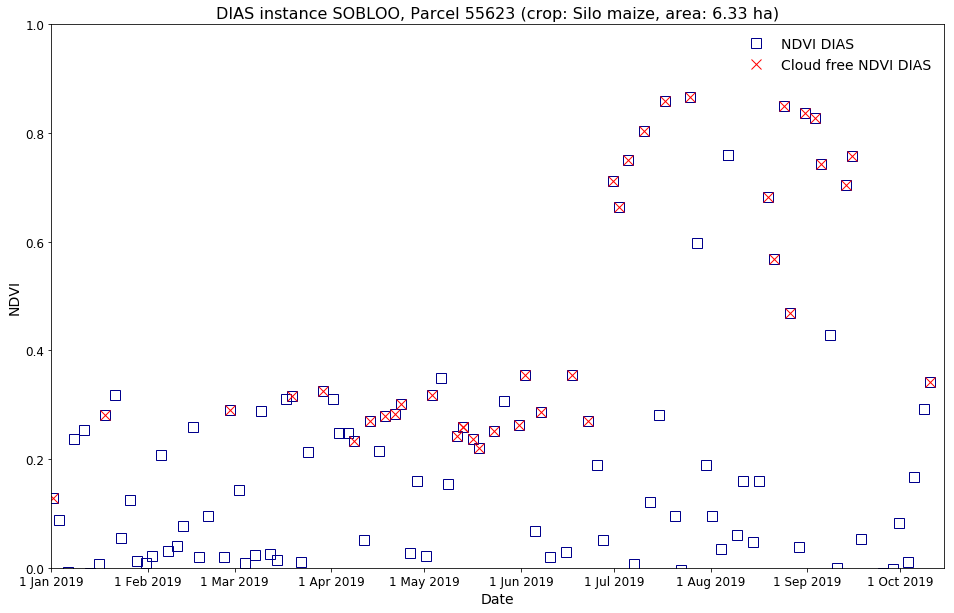 DIAS instance SOBLOO, Parcel 55623 (crop: Silo maize, area: 6.33 ha)
NDVI DIAS
Cloud free NDVI DIAS
1.0
0.8
0.6
0.4
0.2
0.0
NDVI
1 Jan 2019 1 Feb 2019 1 Mar 2019 1 Apr 2019 1 May 2019 1 Jun 2019 1 Jul 2019 1 Aug 2019 1 Sep 2019 1 Oct 2019
Date